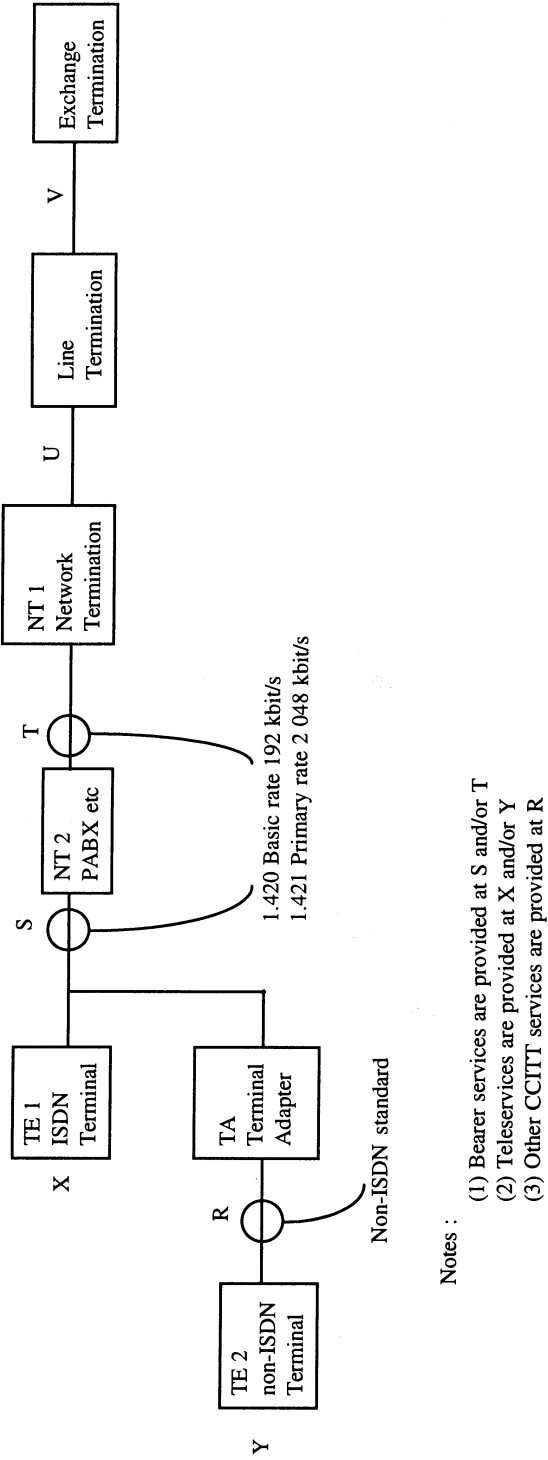 X
TE 1
ISDN
Terminal
S
NT 2
PABX etc
T
NT 1
Network
Termination
U
Line
Termination
V
Exchange
Termination
Y
TE 2
non-ISDN
Terminal
R
TA
Terminal
Adapter
1.420 Basic rate 192 kbit/s
1.421 Primary rate 2 048 kbit/s
Non-ISDN standard
Notes :
(1) Bearer services are provided at S and/or T
(2) Teleservices are provided at X and/or Y
(3) Other CCITT services are provided at R